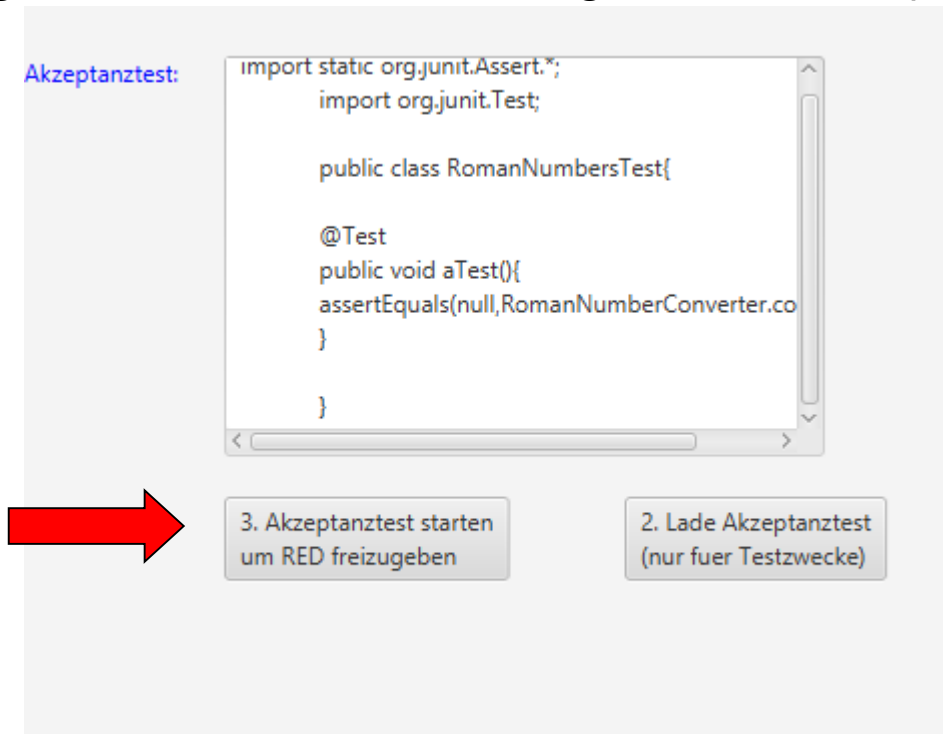 Akzeptanztest:
import static org.junit.Assert.*;
import org.junit.Test;
public class RomanNumbersTest{
@Test
public void aTest(){
assertEquals(null,RomanNumberConverter.co
}
}
3. Akzeptanztest starten
um RED freizugeben
2. Lade Akzeptanztest
(nur fuer Testzwecke)